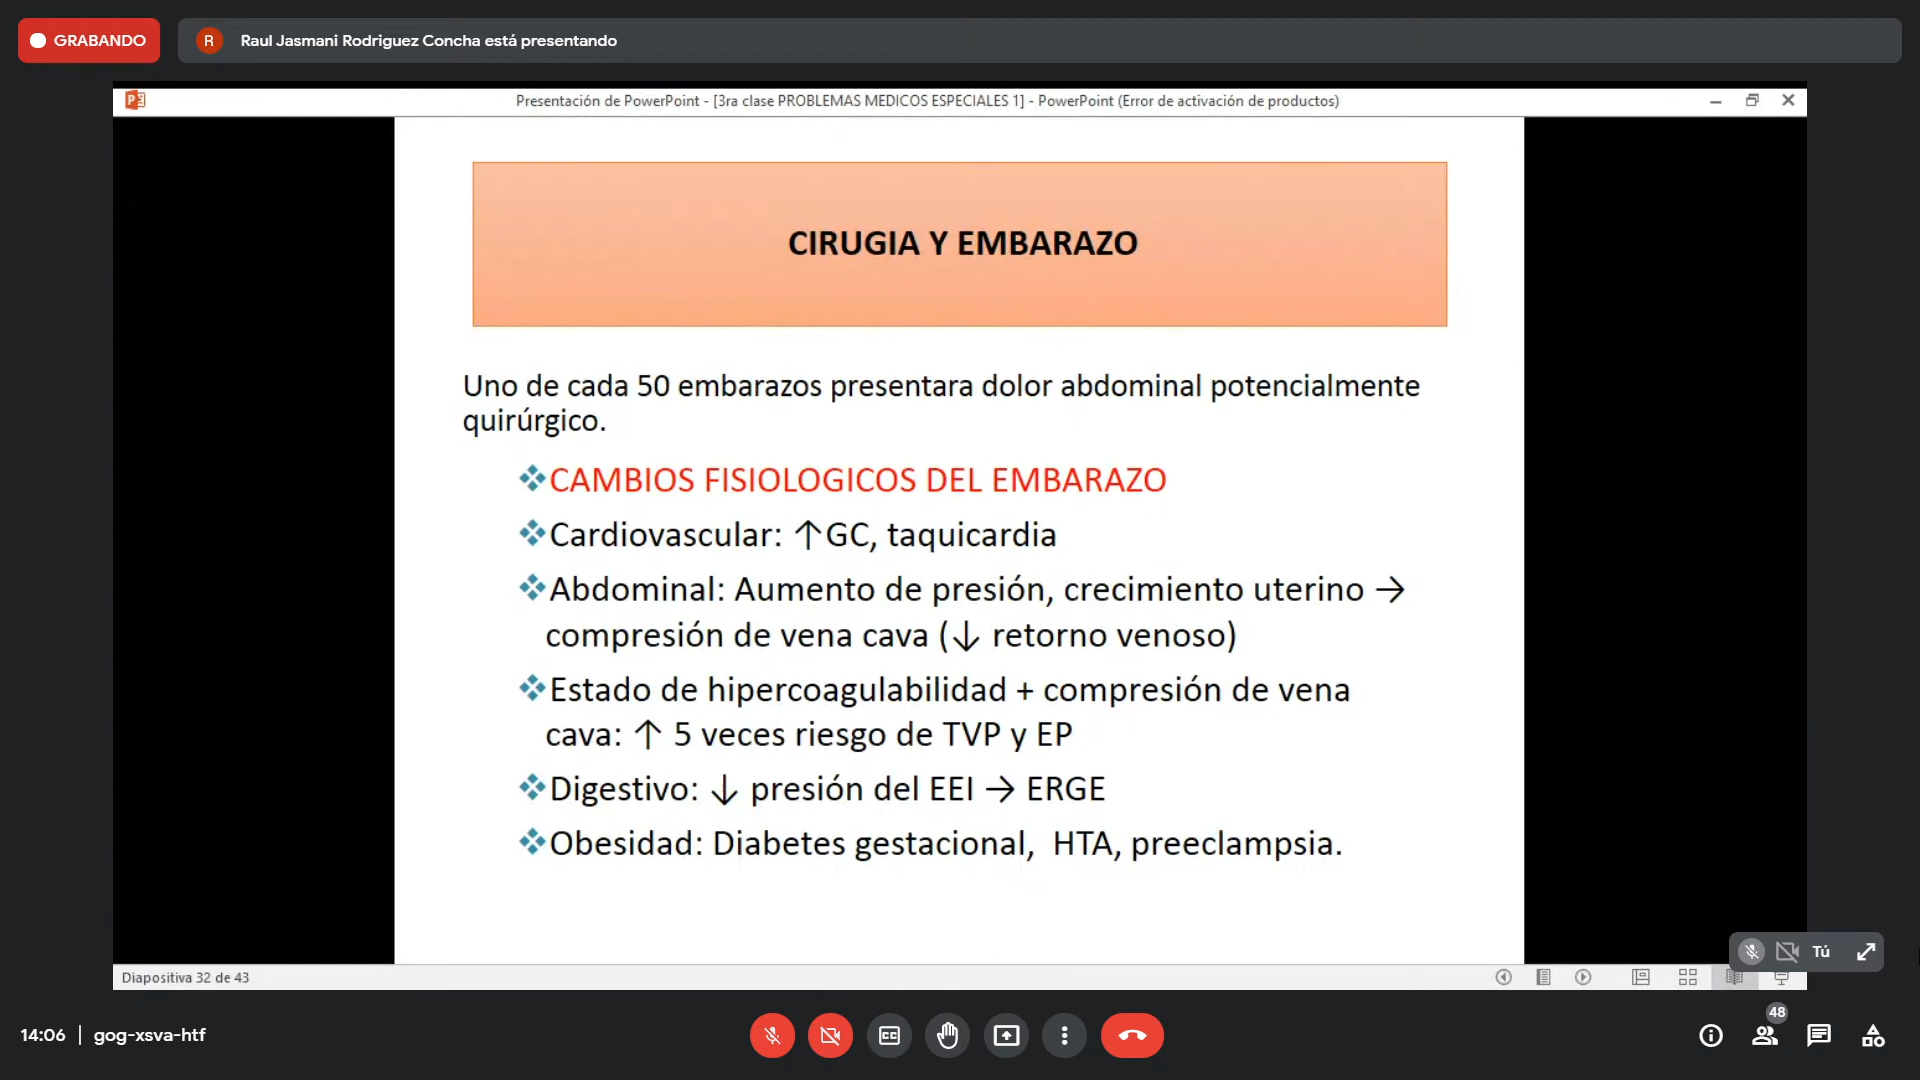 GRABANDO
R
Raul Jasmani Rodriguez Concha está presentando
Presentación de PowerPoint - [3ra clase PROBLEMAS MEDICOS ESPECIALES 1] - PowerPoint (Error de activación de productos)
CIRUGIA Y EMBARAZO
Uno de cada 50 embarazos presentara dolor abdominal potencialmente
quirúrgico.
CAMBIOS FISIOLOGICOS DEL EMBARAZO
Cardiovascular: ↑GC, taquicardia
Abdominal: Aumento de presión, crecimiento uterino →
compresión de vena cava (↓ retorno venoso)
Estado de hipercoagulabilidad + compresión de vena
cava: ↑ 5 veces riesgo de TVP y EP
Digestivo: ↓ presión del EEI → ERGE
Obesidad: Diabetes gestacional,  HTA, preeclampsia.
Tú
Diapositiva 32 de 43
14:06 | gog-xsva-htf
48